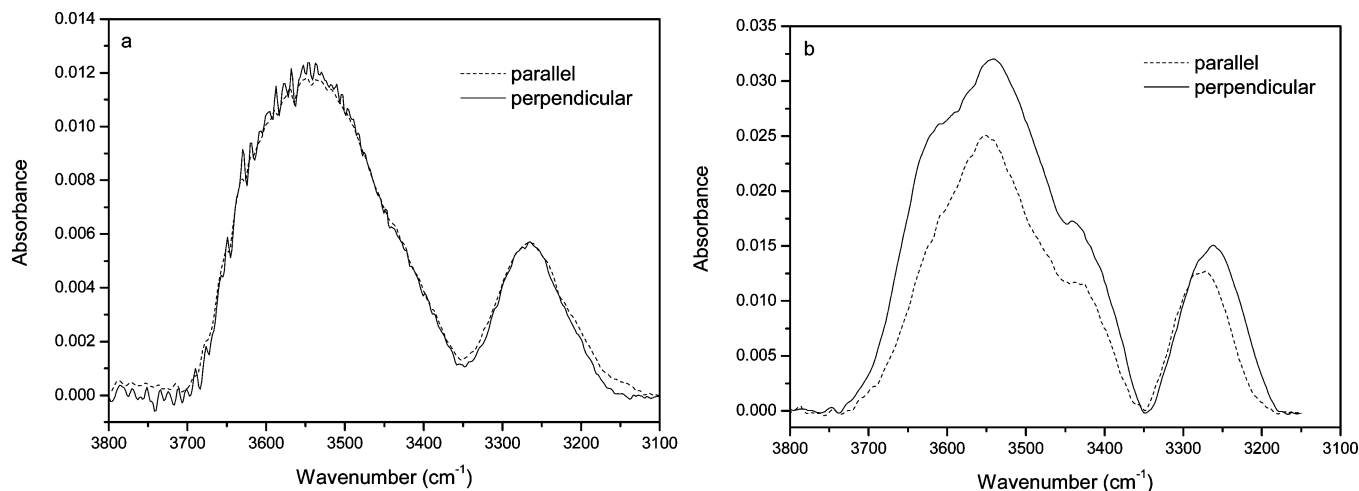 a
parallel
perpendicular
0.014
0.012
0.010
0.008
0.006
0.004
0.002
0.000
Absorbance
3800 3700 3600 3500 3400 3300 3200 3100
Wavenumber (cm⁻¹)
b
parallel
perpendicular
0.035
0.030
0.025
0.020
0.015
0.010
0.005
0.000
Absorbance
3800 3700 3600 3500 3400 3300 3200 3100
Wavenumber (cm⁻¹)